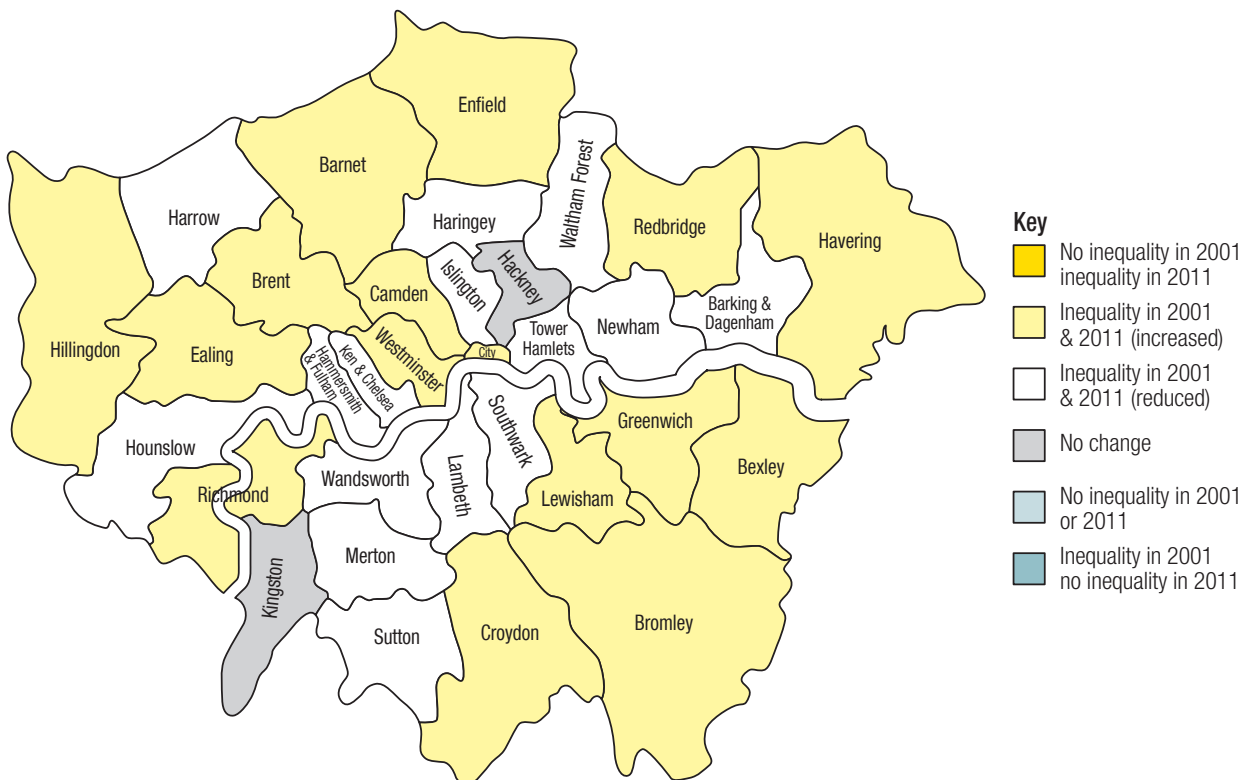 Enfield
Barnet
Waltham Forest
Harrow
Haringey
Redbridge
Havering
Hackney
Islington
Brent
Camden
Barking &
Dagenham
Tower
Hamlets
Newham
Hillingdon
Ealing
Hammersmith
& Fulham
Ken & Chelsea
Westminster
City
Hounslow
Southwark
Greenwich
Bexley
Richmond
Wandsworth
Lambeth
Lewisham
Merton
Kingston
Sutton
Croydon
Bromley
Key
No inequality in 2001
inequality in 2011
Inequality in 2001
& 2011 (increased)
Inequality in 2001
& 2011 (reduced)
No change
No inequality in 2001
or 2011
Inequality in 2001
no inequality in 2011